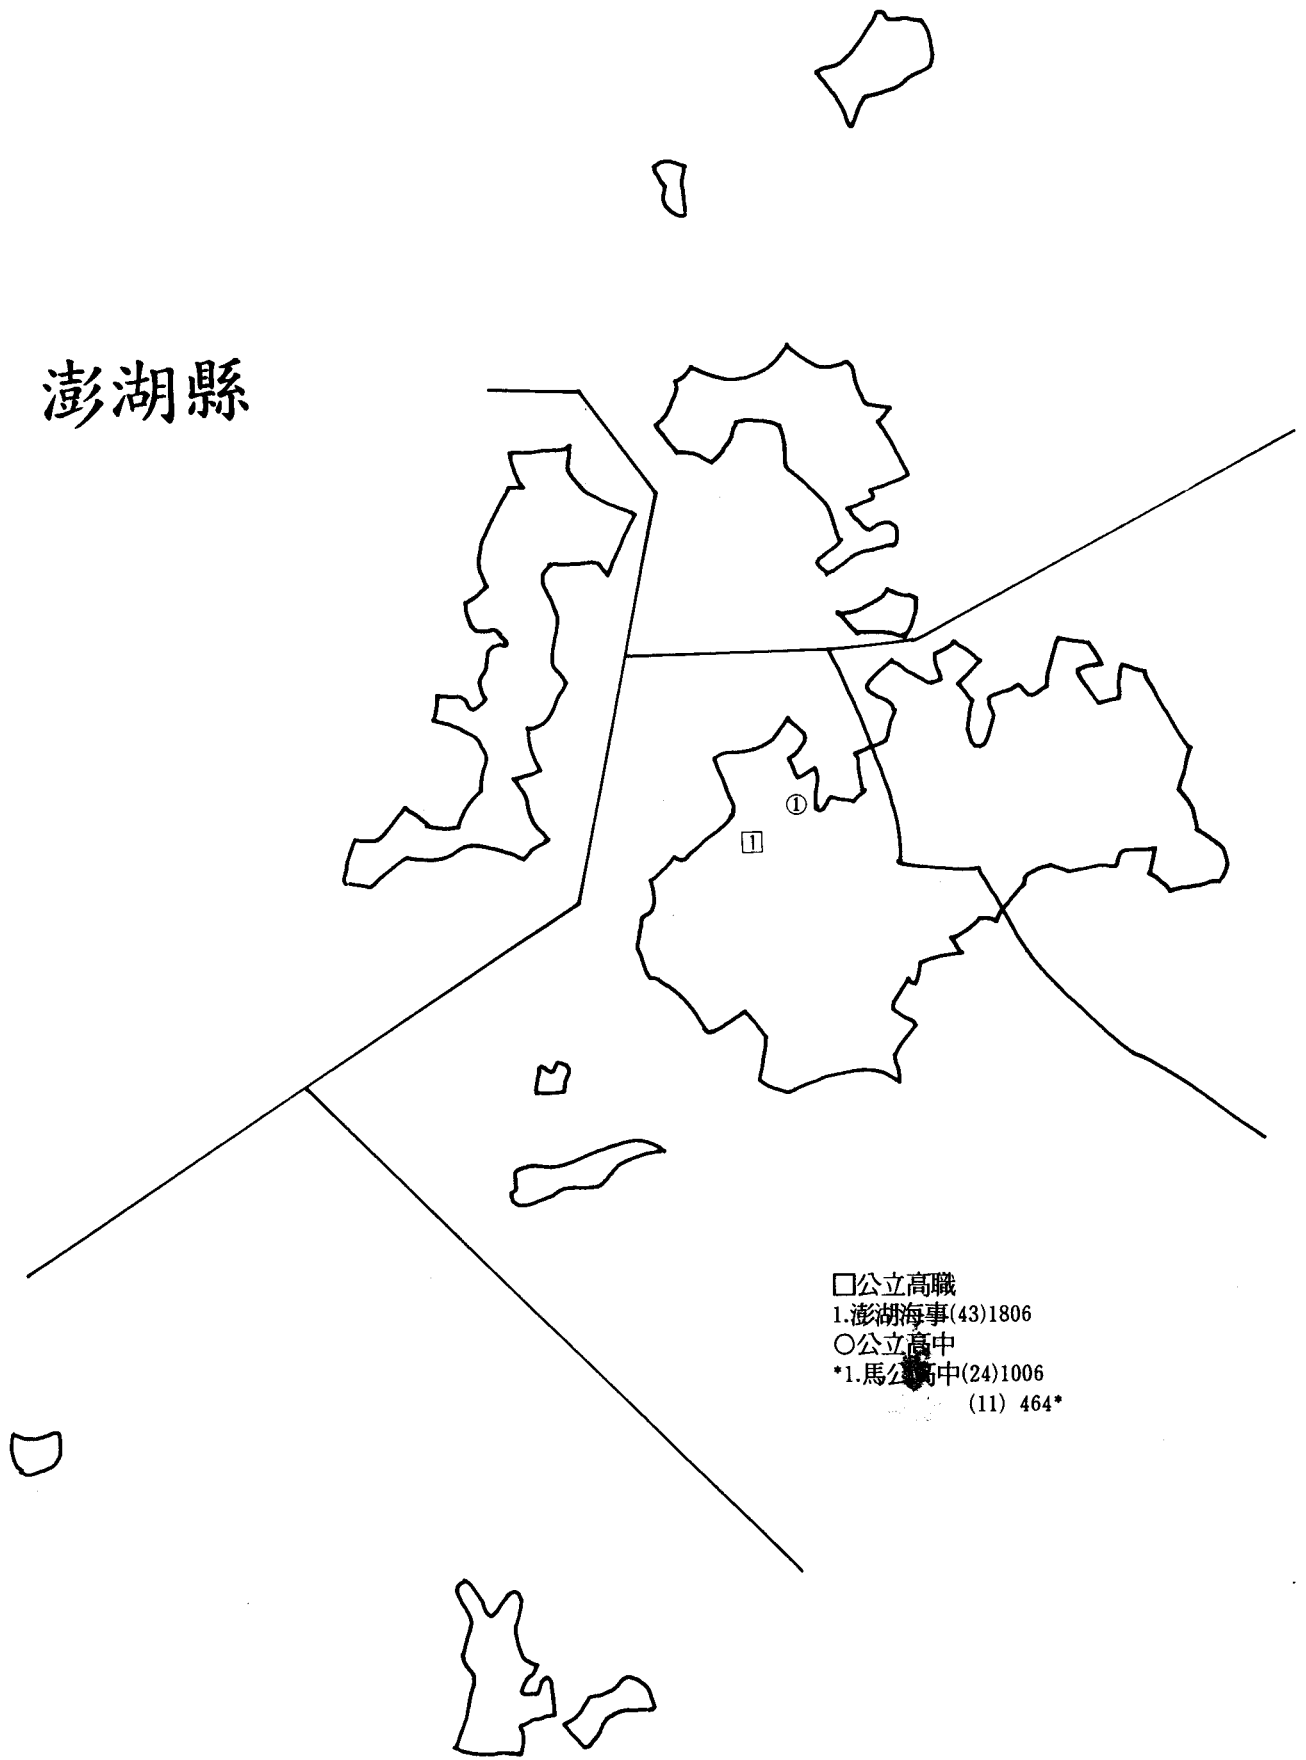 澎湖縣
①
1
□公立高職
1.澎湖海事(43)1806
○公立高中
*1.馬公高中(24)1006
(11) 464*